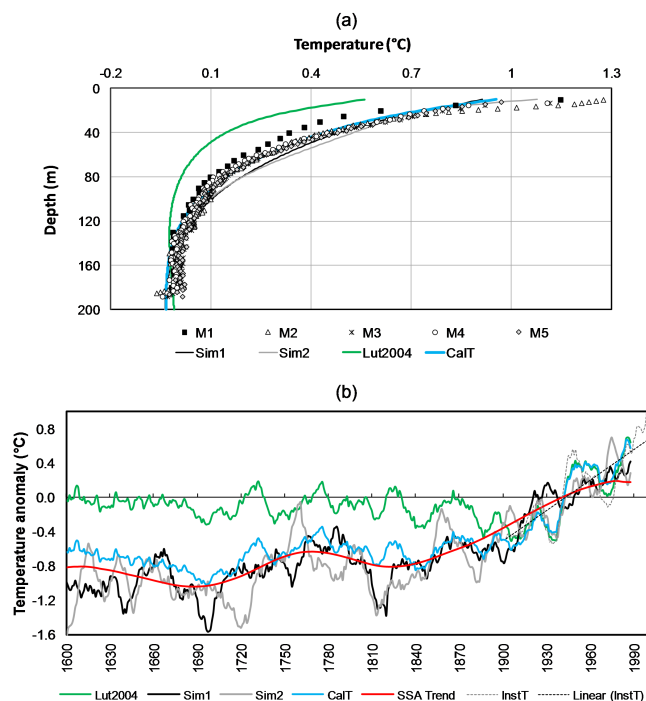 (a)
Temperature (°C)
-0.2 0.1 0.4 0.7 1 1.3
0
40
80
120
160
200
Depth (m)
M1 M2 M3 M4 M5
Sim1 Sim2 Lut2004 CalT
(b)
0.8
0.4
0.0
-0.4
-0.8
-1.2
-1.6
Temperature anomaly (°C)
1600 1630 1660 1690 1720 1750 1780 1810 1840 1870 1900 1930 1960 1990
Lut2004 Sim1 Sim2 CalT SSA Trend InstT Linear (InstT)